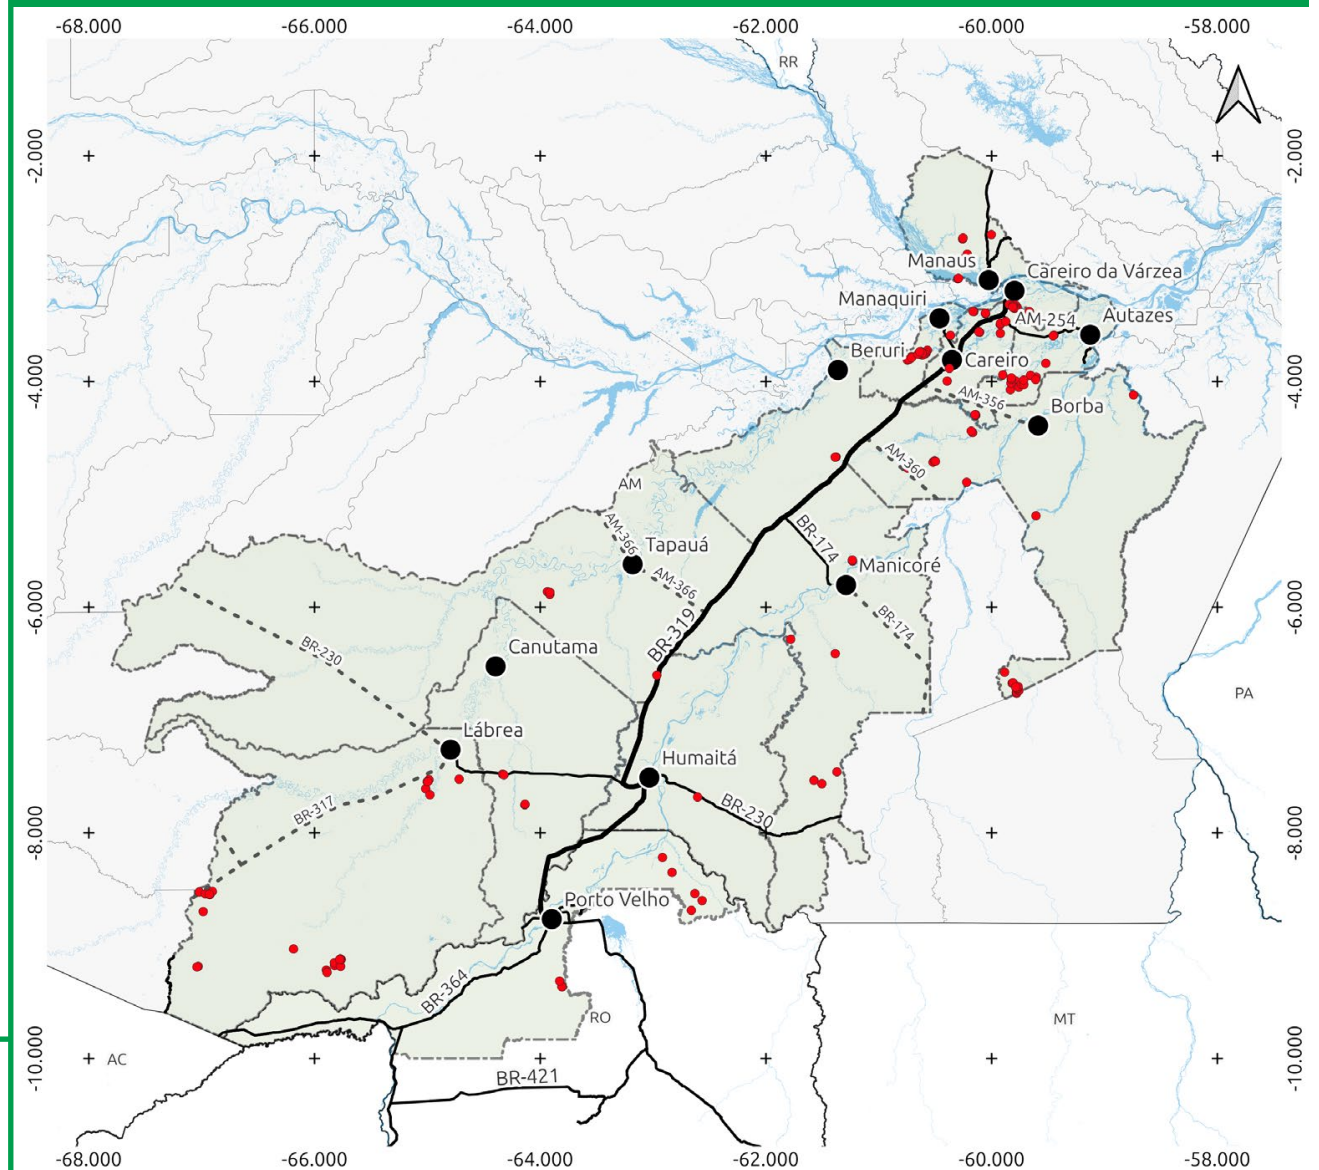 -68.000 -66.000 -64.000 -62.000 -60.000 -58.000
RR
-2.000 -2.000
Manaus
Careiro da Várzea
Manaquiri
AM-254
Autazes
Beruri
Careiro
-4.000 -4.000
AM-356
Borba
AM-360
AM
AM-366
BR-174
Tapauá
Manicoré
AM-366
-6.000 -6.000
BR-174
BR-319
BR-230
Canutama
PA
Lábrea
Humaitá
BR-317
BR-230
-8.000 -8.000
Porto Velho
BR-364
RO
MT
AC
-10.000 -10.000
BR-421
-68.000 -66.000 -64.000 -62.000 -60.000 -58.000